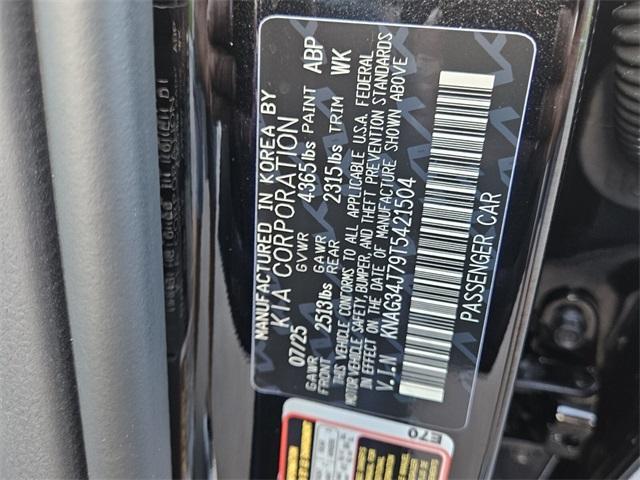 MANUFACTURED IN KOREA BY
KIA CORPORATION
07/25 GVWR 4365lbs PAINT ABP
GAWR FRONT 2513lbs GAWR REAR 2315lbs TRIM WK
THIS VEHICLE CONFORMS TO ALL APPLICABLE U.S.A. FEDERAL
MOTOR VEHICLE SAFETY, BUMPER, AND THEFT PREVENTION STANDARDS
IN EFFECT ON THE DATE OF MANUFACTURE SHOWN ABOVE
V.I.N KNAG34J79T5421504
PASSENGER CAR
E70